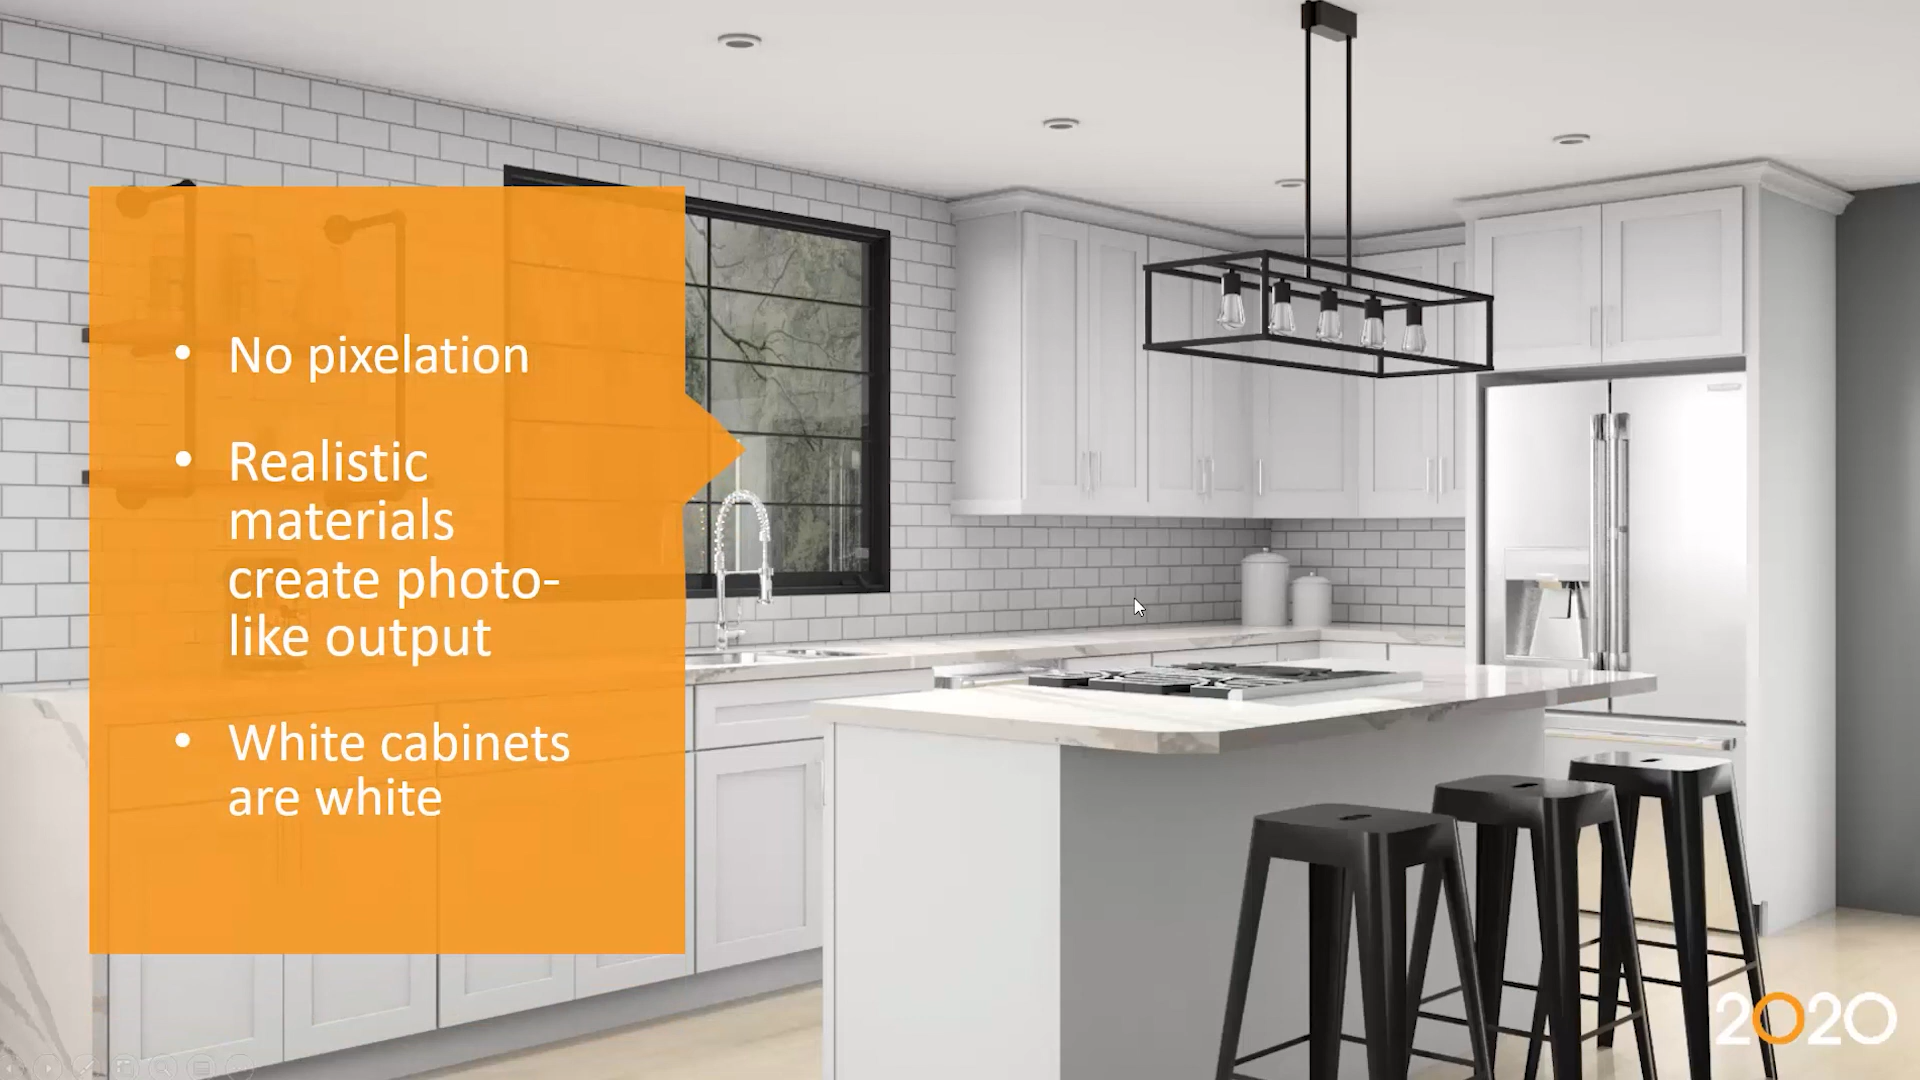 • No pixelation
• Realistic
materials
create photo-
like output
• White cabinets
are white
2020